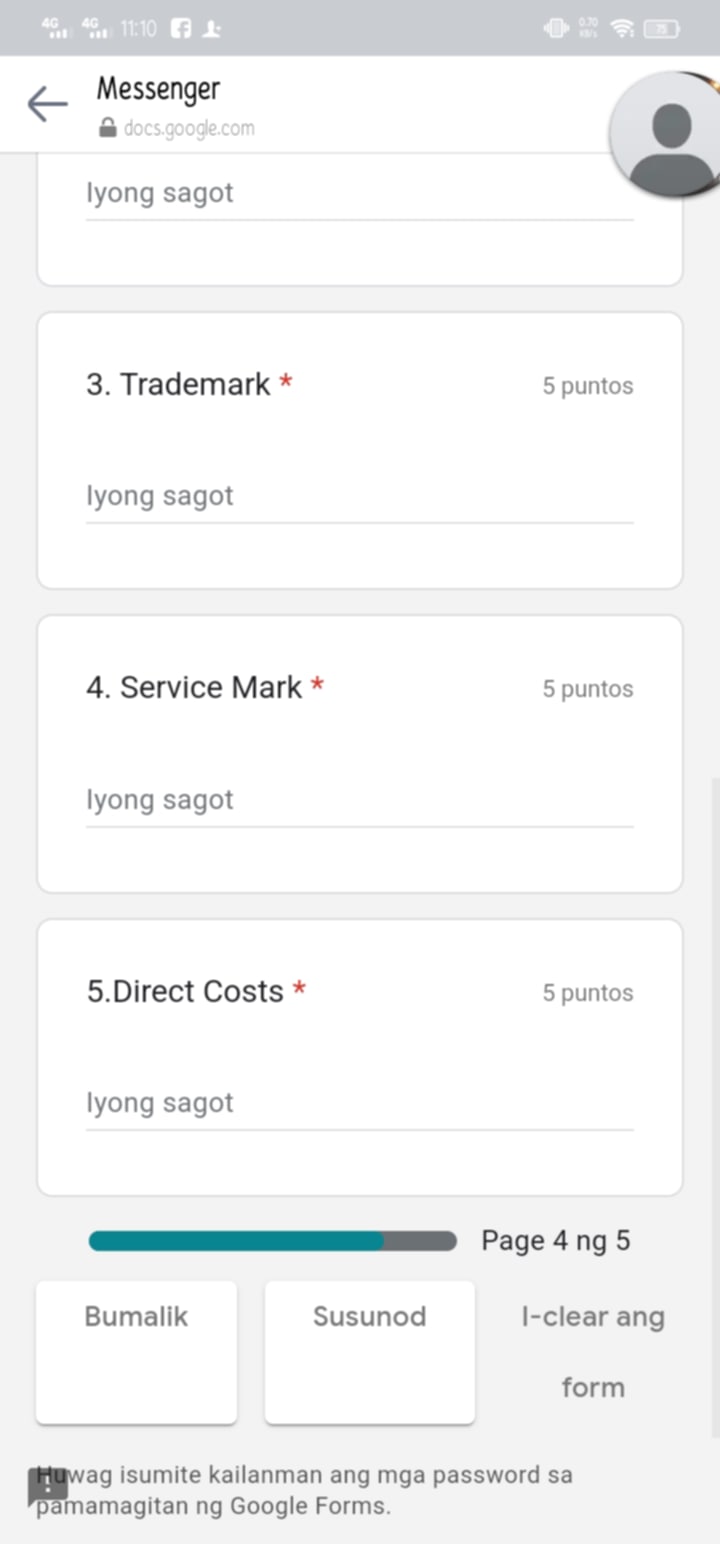 4G 4G 11:10 0.70 KB/s 75
Messenger
docs.google.com
Iyong sagot
3. Trademark * 5 puntos
Iyong sagot
4. Service Mark * 5 puntos
Iyong sagot
5.Direct Costs * 5 puntos
Iyong sagot
Page 4 ng 5
Bumalik Susunod I-clear ang
form
Huwag isumite kailanman ang mga password sa
pamamagitan ng Google Forms.